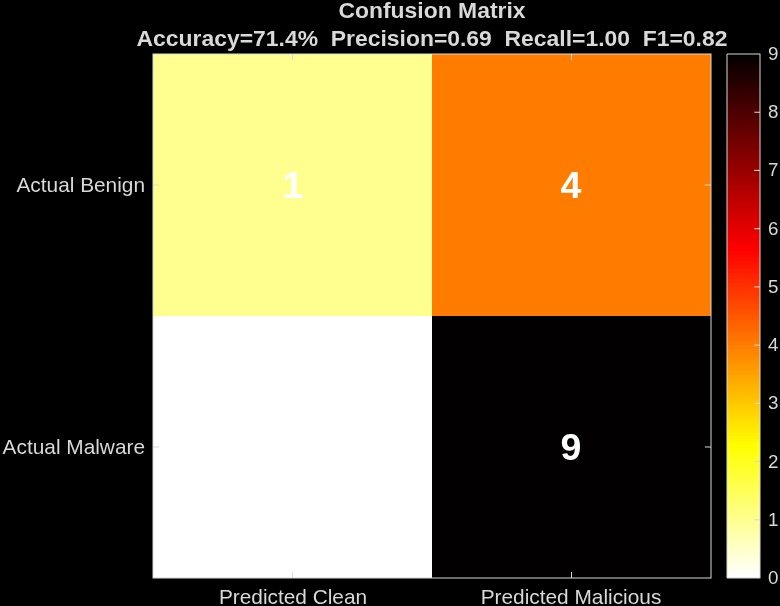 Confusion Matrix
Accuracy=71.4%  Precision=0.69  Recall=1.00  F1=0.82
9
8
7
6
5
4
3
2
1
0
Actual Benign
1
4
Actual Malware
9
Predicted Clean
Predicted Malicious